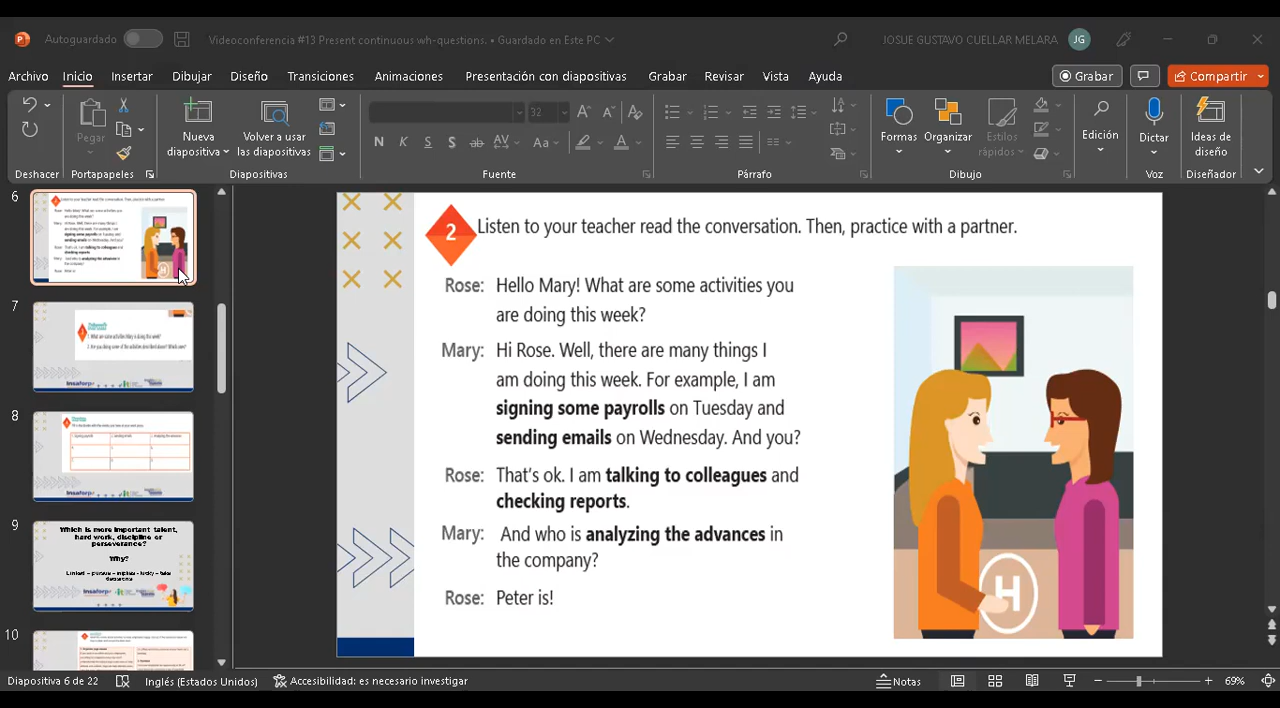 Autoguardado
Videoconferencia #13 Present continuous wh-questions. • Guardado en Este PC
JOSUE GUSTAVO CUELLAR MELARA
JG
Archivo Inicio Insertar Dibujar Diseño Transiciones Animaciones Presentación con diapositivas Grabar Revisar Vista Ayuda
Grabar
Compartir
Pegar
Nueva diapositiva
Volver a usar las diapositivas
32
N K S S ab AV Aa A
Formas
Organizar
Estilos rápidos
Edición
Dictar
Ideas de diseño
Deshacer Portapapeles Diapositivas Fuente Párrafo Dibujo Voz Diseñador
6
7
8
9
Which is more important talent,
hard work, discipline or
perseverance?
Why?
10
2
Listen to your teacher read the conversation. Then, practice with a partner.
Rose: Hello Mary! What are some activities you
are doing this week?
Mary: Hi Rose. Well, there are many things I
am doing this week. For example, I am
signing some payrolls on Tuesday and
sending emails on Wednesday. And you?
Rose: That's ok. I am talking to colleagues and
checking reports.
Mary: And who is analyzing the advances in
the company?
Rose: Peter is!
H
Diapositiva 6 de 22
Inglés (Estados Unidos)
Accesibilidad: es necesario investigar
Notas
69%